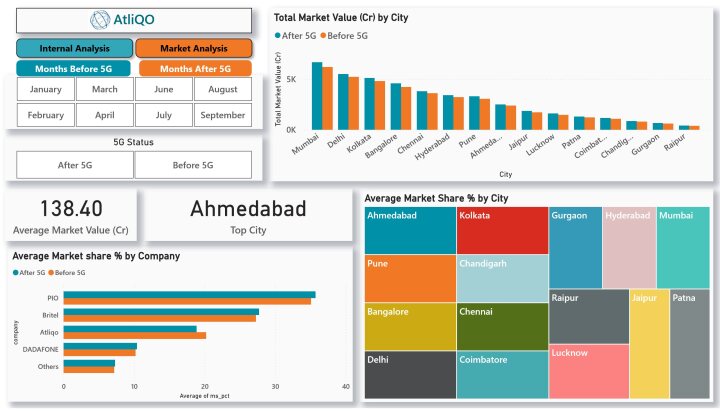 AtliQO
Internal Analysis
Market Analysis
Months Before 5G
Months After 5G
January
March
June
August
February
April
July
September
5G Status
After 5G
Before 5G
Total Market Value (Cr) by City
After 5G
Before 5G
Total Market Value (Cr)
5K
0K
Mumbai
Delhi
Kolkata
Bangalore
Chennai
Hyderabad
Pune
Ahmeda...
Jaipur
Lucknow
Patna
Coimbat...
Chandig...
Gurgaon
Raipur
City
138.40
Average Market Value (Cr)
Ahmedabad
Top City
Average Market share % by Company
After 5G
Before 5G
company
PIO
Britel
Atliqo
DADAFONE
Others
0
10
20
30
40
Average of ms_pct
Average Market Share % by City
Ahmedabad
Kolkata
Gurgaon
Hyderabad
Mumbai
Pune
Chandigarh
Bangalore
Chennai
Raipur
Jaipur
Patna
Delhi
Coimbatore
Lucknow